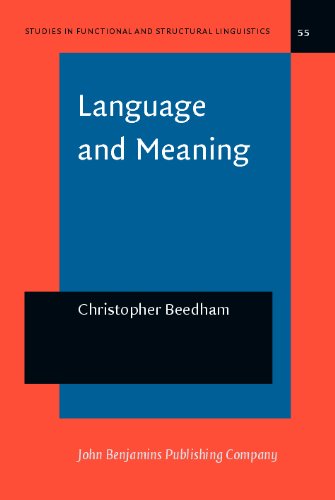 STUDIES IN FUNCTIONAL AND STRUCTURAL LINGUISTICS 55
Language
and Meaning
Christopher Beedham
John Benjamins Publishing Company